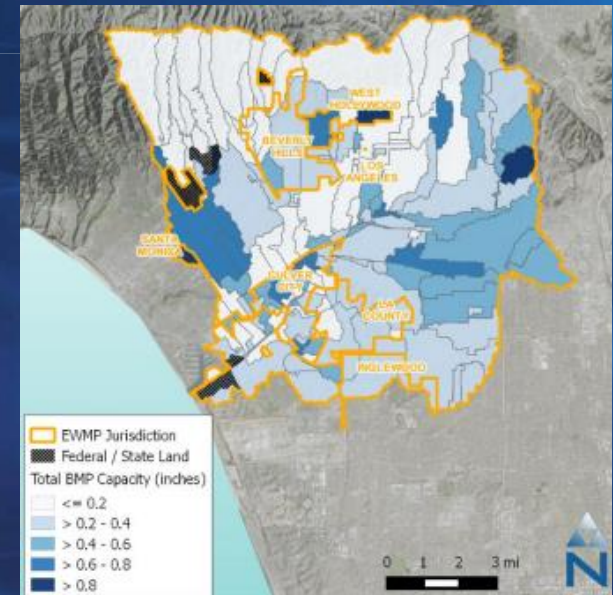 WEST
HOLLYWOOD
BEVERLY
HILLS
LOS
ANGELES
SANTA
MONICA
CULVER
CITY
LA
COUNTY
INGLEWOOD
EWMP Jurisdiction
Federal / State Land
Total BMP Capacity (inches)
<= 0.2
> 0.2 - 0.4
> 0.4 - 0.6
> 0.6 - 0.8
> 0.8
0 1 2 3 mi
N